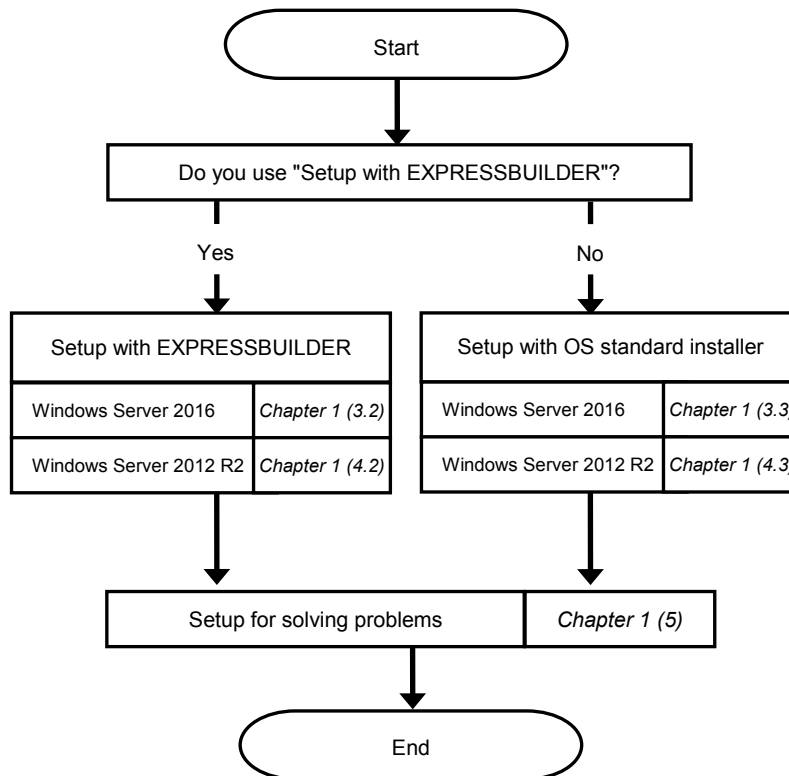 Start
Do you use "Setup with EXPRESSBUILDER"?
Yes
No
Setup with EXPRESSBUILDER
Windows Server 2016 Chapter 1 (3.2)
Windows Server 2012 R2 Chapter 1 (4.2)
Setup with OS standard installer
Windows Server 2016 Chapter 1 (3.3)
Windows Server 2012 R2 Chapter 1 (4.3)
Setup for solving problems Chapter 1 (5)
End